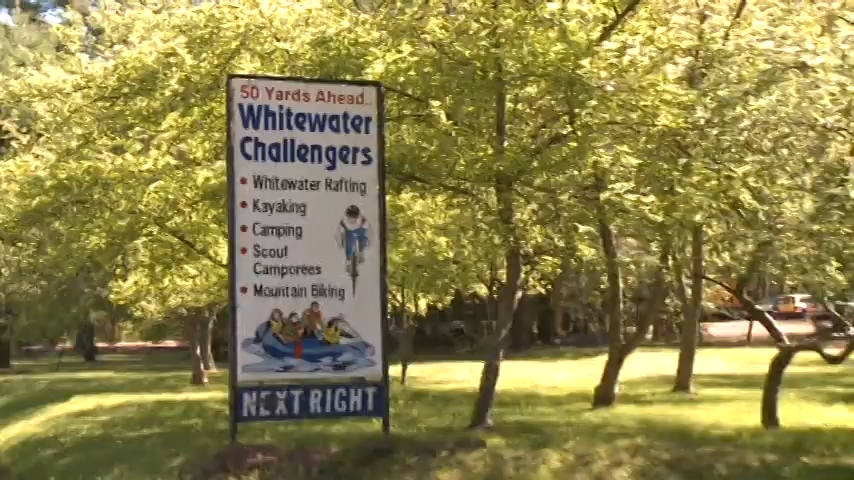 50 Yards Ahead..
Whitewater
Challengers
• Whitewater Rafting
• Kayaking
• Camping
• Scout
Camporees
• Mountain Biking
NEXT RIGHT